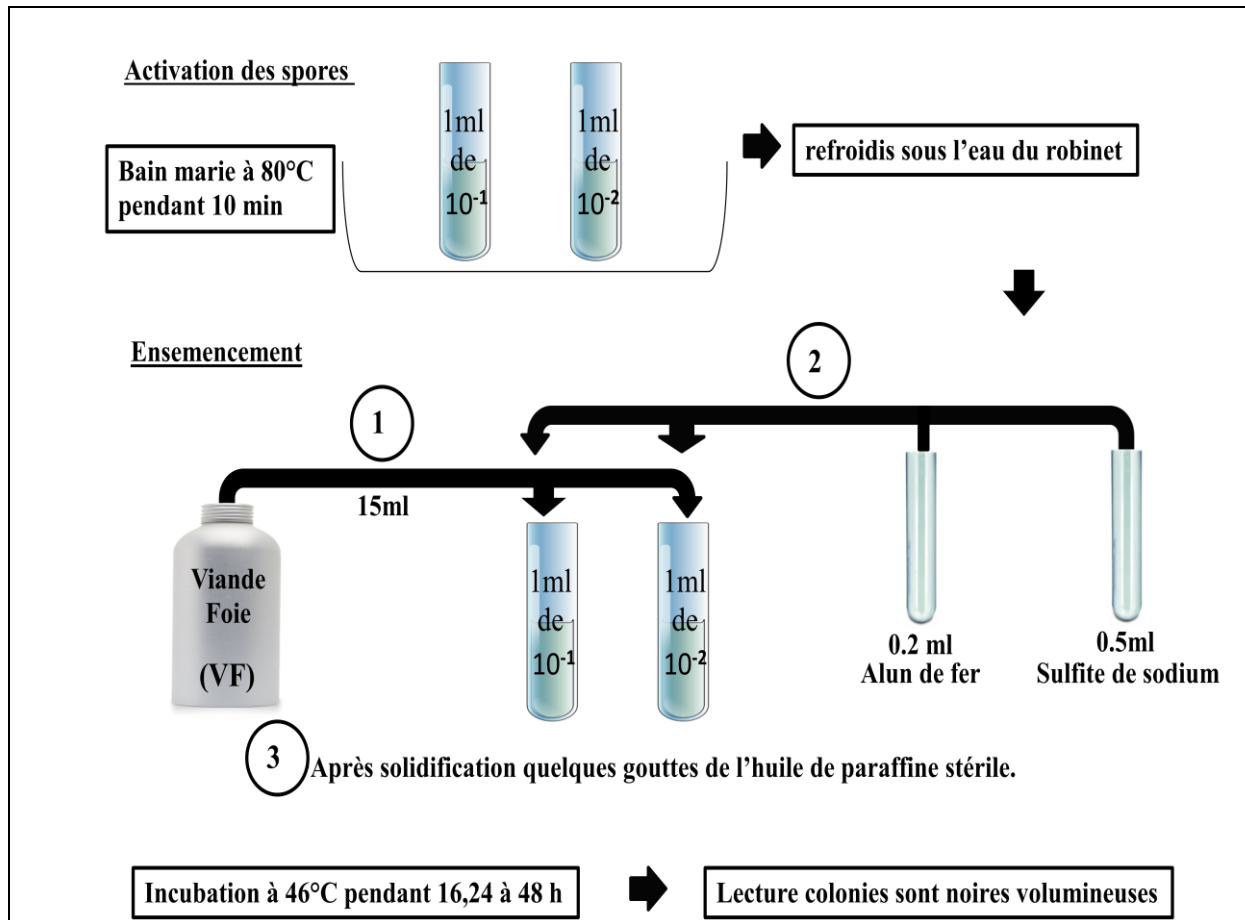 Activation des spores
Bain marie à 80°C
pendant 10 min
1ml
de
10-1
1ml
de
10-2
refroidis sous l'eau du robinet
Ensemencement
1
2
15ml
Viande
Foie
(VF)
1ml
de
10-1
1ml
de
10-2
0.2 ml
Alun de fer
0.5ml
Sulfite de sodium
3 Après solidification quelques gouttes de l'huile de paraffine stérile.
Incubation à 46°C pendant 16,24 à 48 h
Lecture colonies sont noires volumineuses